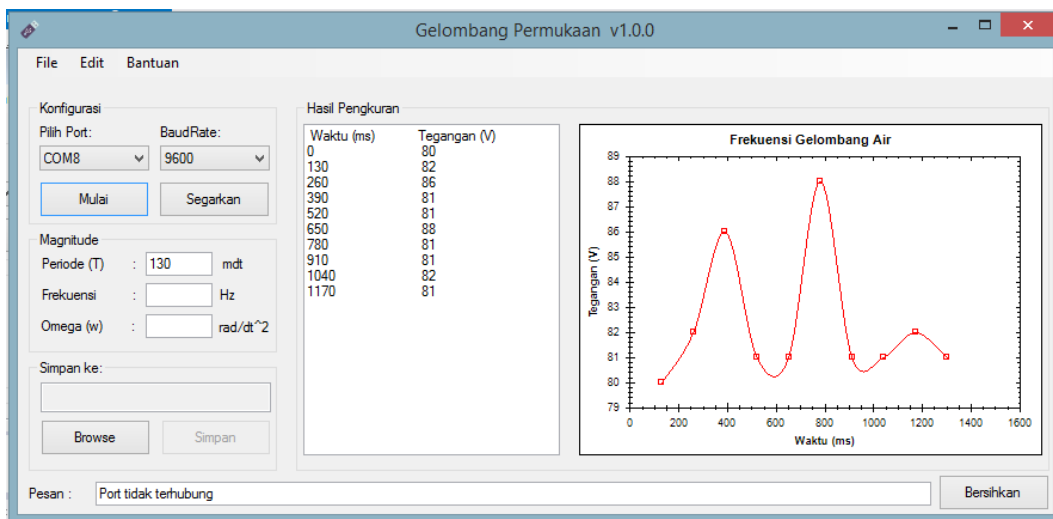 Gelombang Permukaan v1.0.0
File Edit Bantuan
Konfigurasi
Pilih Port: BaudRate:
COM8 9600
Mulai Segarkan
Magnitude
Periode (T) : 130 mdt
Frekuensi : Hz
Omega (w) : rad/dt^2
Simpan ke:
Browse Simpan
Hasil Pengkuran
Waktu (ms) Tegangan (V)
0 80
130 82
260 86
390 81
520 81
650 88
780 81
910 81
1040 82
1170 81
Frekuensi Gelombang Air
Tegangan (V)
89
88
87
86
85
84
83
82
81
80
79
0 200 400 600 800 1000 1200 1400 1600
Waktu (ms)
Pesan : Port tidak terhubung
Bersihkan